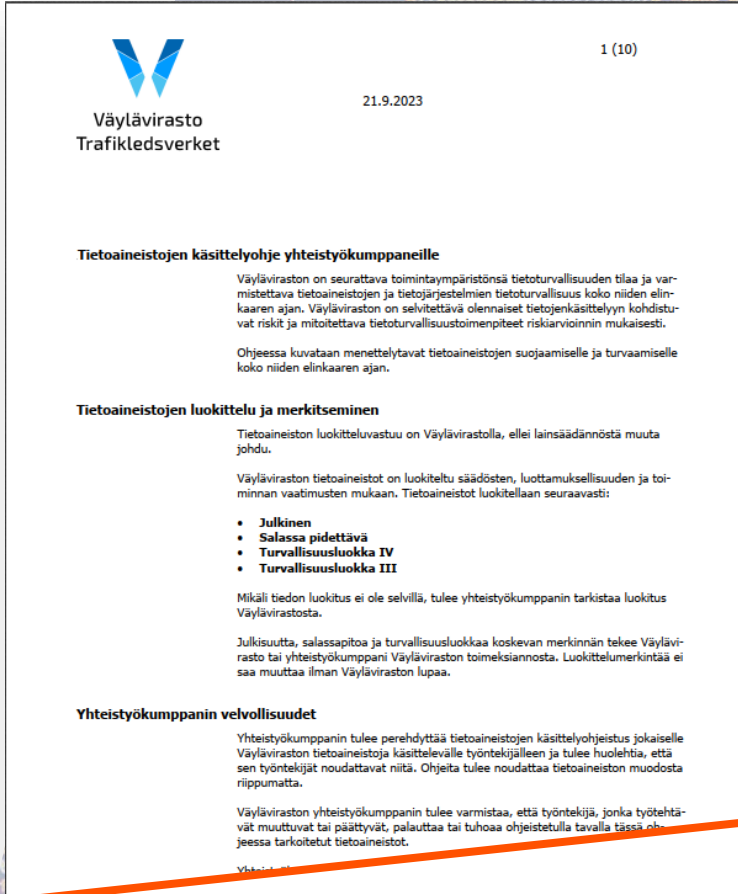 1 (10)
21.9.2023
Väylävirasto
Trafikledsverket
Tietoaineistojen käsittelyohje yhteistyökumppaneille
Väyläviraston on seurattava toimintaympäristönsä tietoturvallisuuden tilaa ja var-
mistettava tietoaineistojen ja tietojärjestelmien tietoturvallisuus koko niiden elin-
kaaren ajan. Väyläviraston on selvitettävä olennaiset tietojenkäsittelyyn kohdistu-
vat riskit ja mitoitettava tietoturvallisuustoimenpiteet riskiarvioinnin mukaisesti.
Ohjeessa kuvataan menettelytavat tietoaineistojen suojaamiselle ja turvaamiselle
koko niiden elinkaaren ajan.
Tietoaineistojen luokittelu ja merkitseminen
Tietoaineiston luokitteluvastuu on Väylävirastolla, ellei lainsäädännöstä muuta
johdu.
Väyläviraston tietoaineistot on luokiteltu säädösten, luottamuksellisuuden ja toi-
minnan vaatimusten mukaan. Tietoaineistot luokitellaan seuraavasti:
• Julkinen
• Salassa pidettävä
• Turvallisuusluokka IV
• Turvallisuusluokka III
Mikäli tiedon luokitus ei ole selvillä, tulee yhteistyökumppanin tarkistaa luokitus
Väylävirastosta.
Julkisuutta, salassapitoa ja turvallisuusluokkaa koskevan merkinnän tekee Väylävi-
rasto tai yhteistyökumppani Väyläviraston toimeksiannosta. Luokittelumerkintää ei
saa muuttaa ilman Väyläviraston lupaa.
Yhteistyökumppanin velvollisuudet
Yhteistyökumppanin tulee perehdyttää tietoaineistojen käsittelyohjeistus jokaiselle
Väyläviraston tietoaineistoja käsittelevälle työntekijälleen ja tulee huolehtia, että
sen työntekijät noudattavat niitä. Ohjeita tulee noudattaa tietoaineiston muodosta
riippumatta.
Väyläviraston yhteistyökumppanin tulee varmistaa, että työntekijä, jonka työtehtä-
vät muuttuvat tai päättyvät, palauttaa tai tuhoaa ohjeistetulla tavalla tässä oh-
jeessa tarkoitetut tietoaineistot.